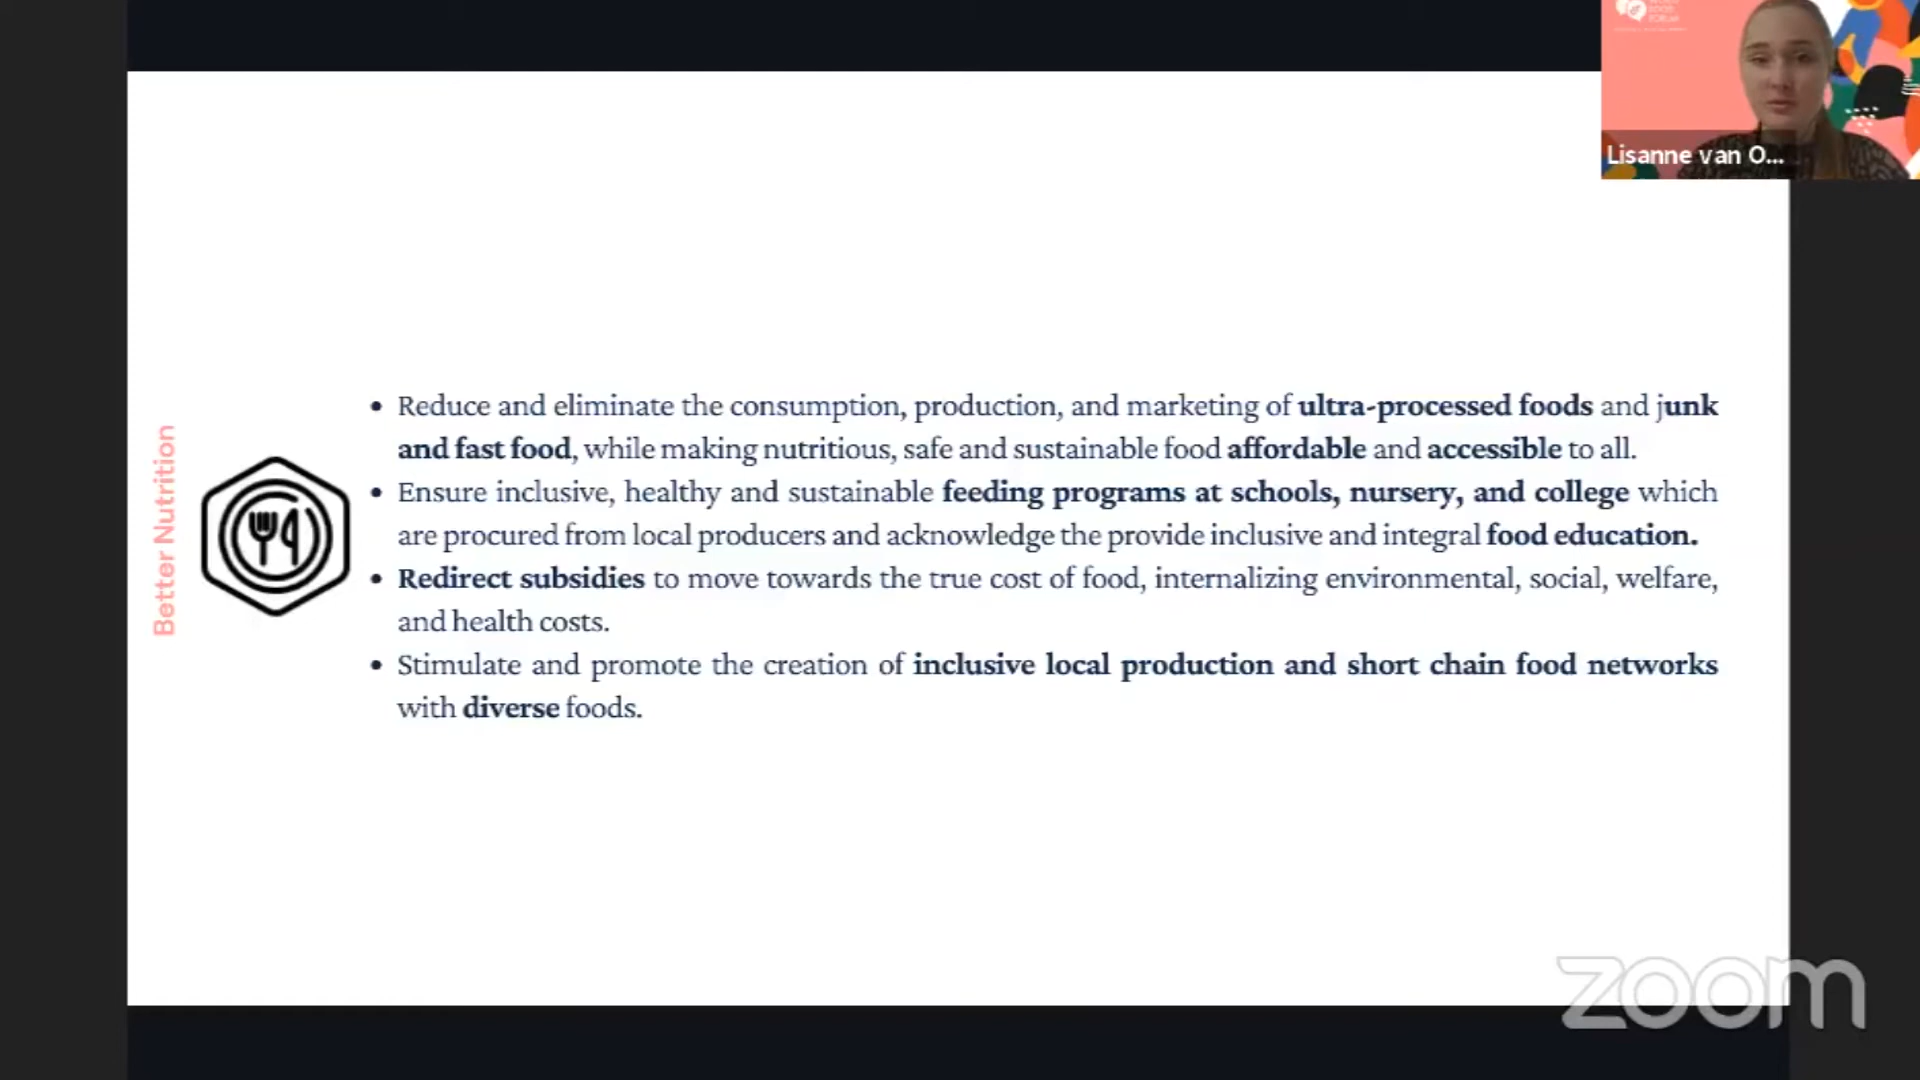 WORLD
FOOD
FORUM
Lisanne van O...
Better Nutrition
• Reduce and eliminate the consumption, production, and marketing of ultra-processed foods and junk
and fast food, while making nutritious, safe and sustainable food affordable and accessible to all.
• Ensure inclusive, healthy and sustainable feeding programs at schools, nursery, and college which
are procured from local producers and acknowledge the provide inclusive and integral food education.
• Redirect subsidies to move towards the true cost of food, internalizing environmental, social, welfare,
and health costs.
• Stimulate and promote the creation of inclusive local production and short chain food networks
with diverse foods.
zoom